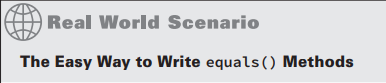 Real World Scenario
The Easy Way to Write equals() Methods